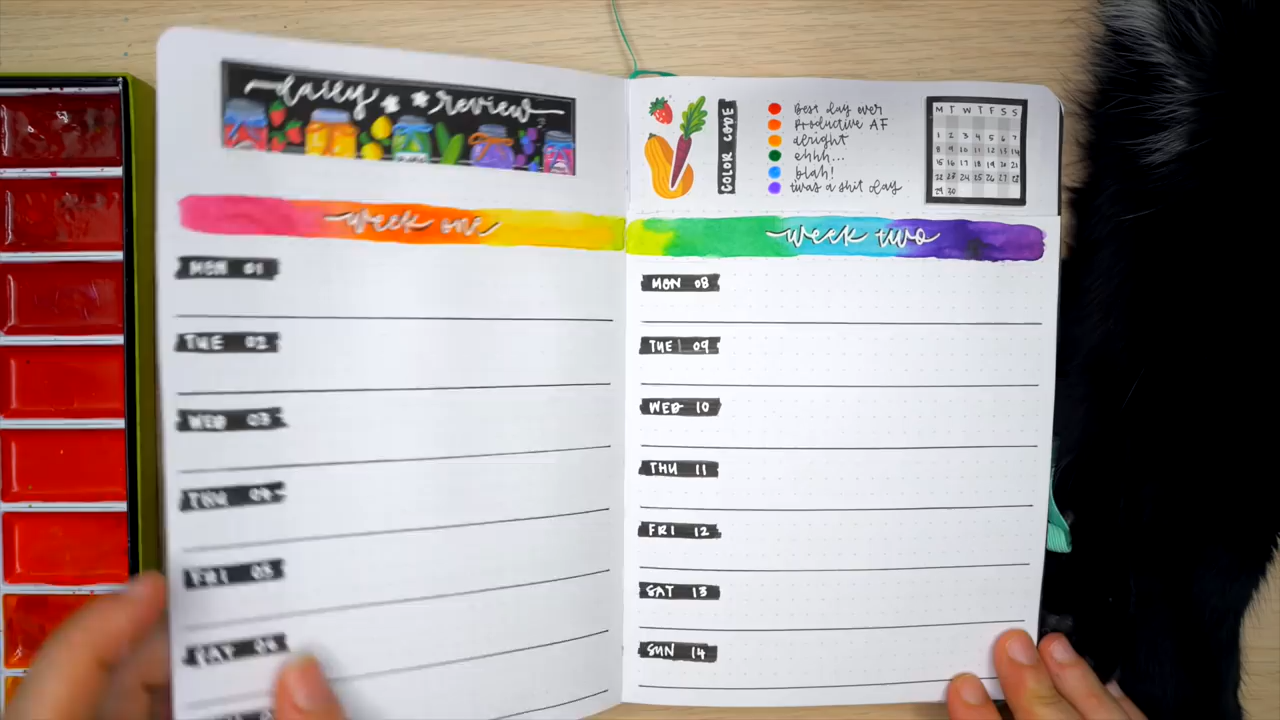 daily review
week one
MON 01
TUE 02
WED 03
THU 04
FRI 05
SAT 06
COLOR CODE
best day ever
productive AF
alright
ehhh...
blah!
twas a shit day
M T W T F S S
1 2 3 4 5 6 7
8 9 10 11 12 13 14
15 16 17 18 19 20 21
22 23 24 25 26 27 28
29 30
week two
MON 08
TUE 09
WED 10
THU 11
FRI 12
SAT 13
SUN 14